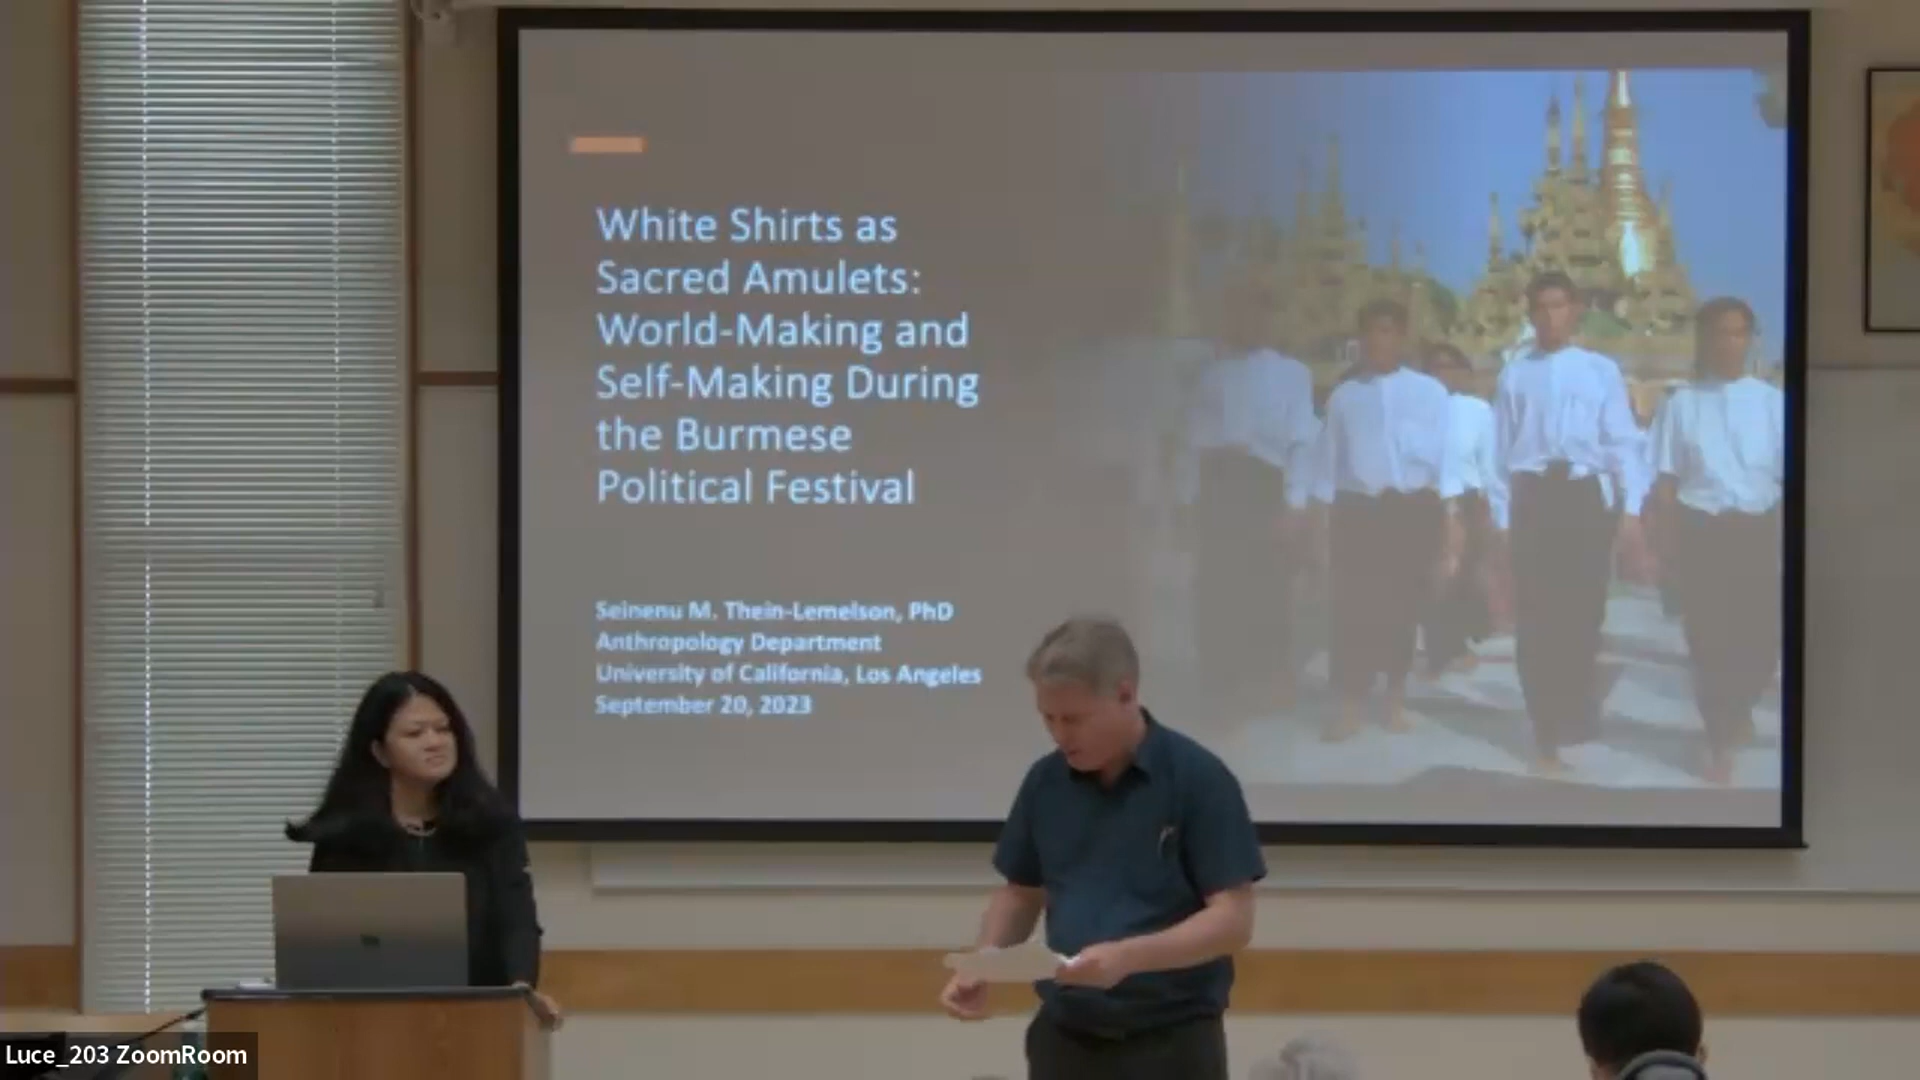 White Shirts as
Sacred Amulets:
World-Making and
Self-Making During
the Burmese
Political Festival
Seinenu M. Thein-Lemelson, PhD
Anthropology Department
University of California, Los Angeles
September 20, 2023
Luce_203 ZoomRoom